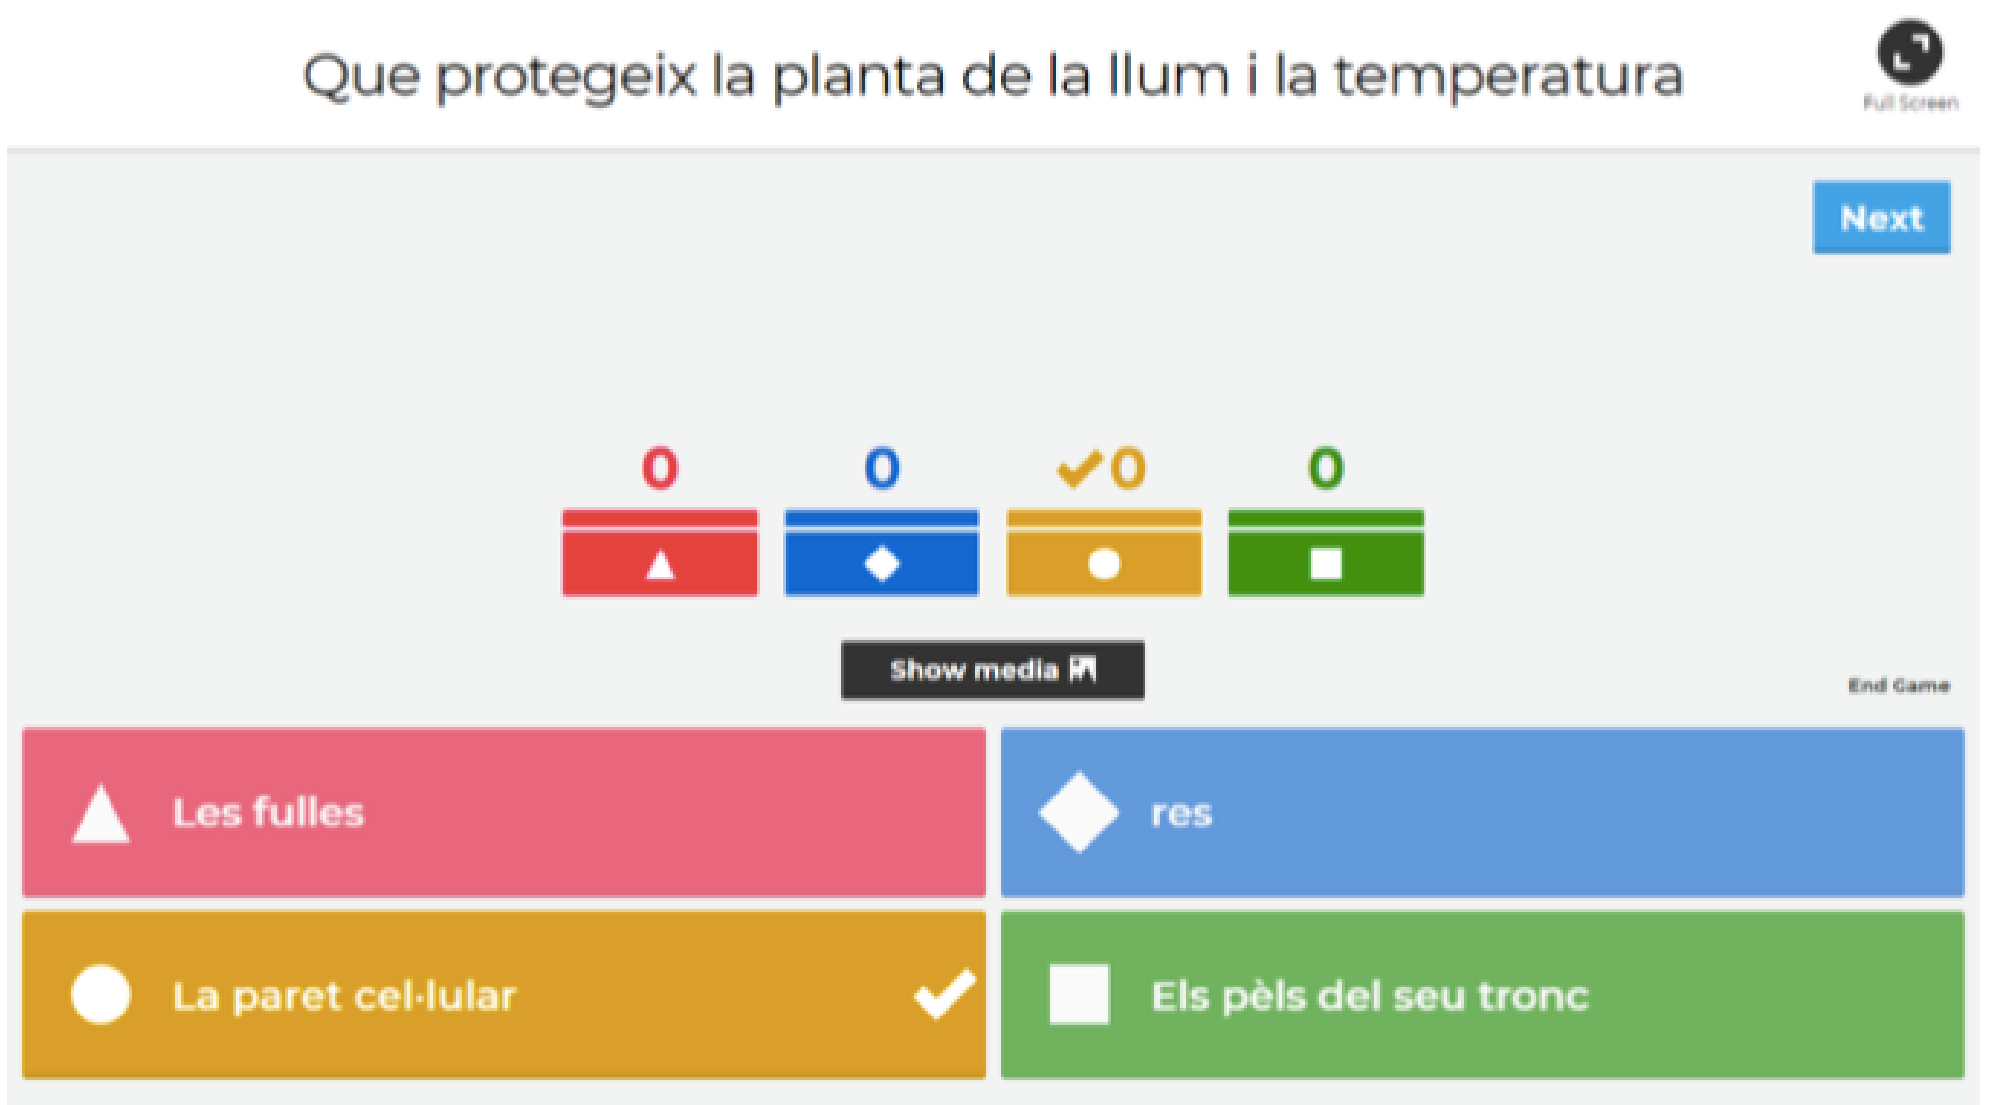 Que protegeix la planta de la llum i la temperatura
Full Screen
Next
0
0
0
0
Show media
End Game
Les fulles
res
La paret cel·lular
Els pèls del seu tronc